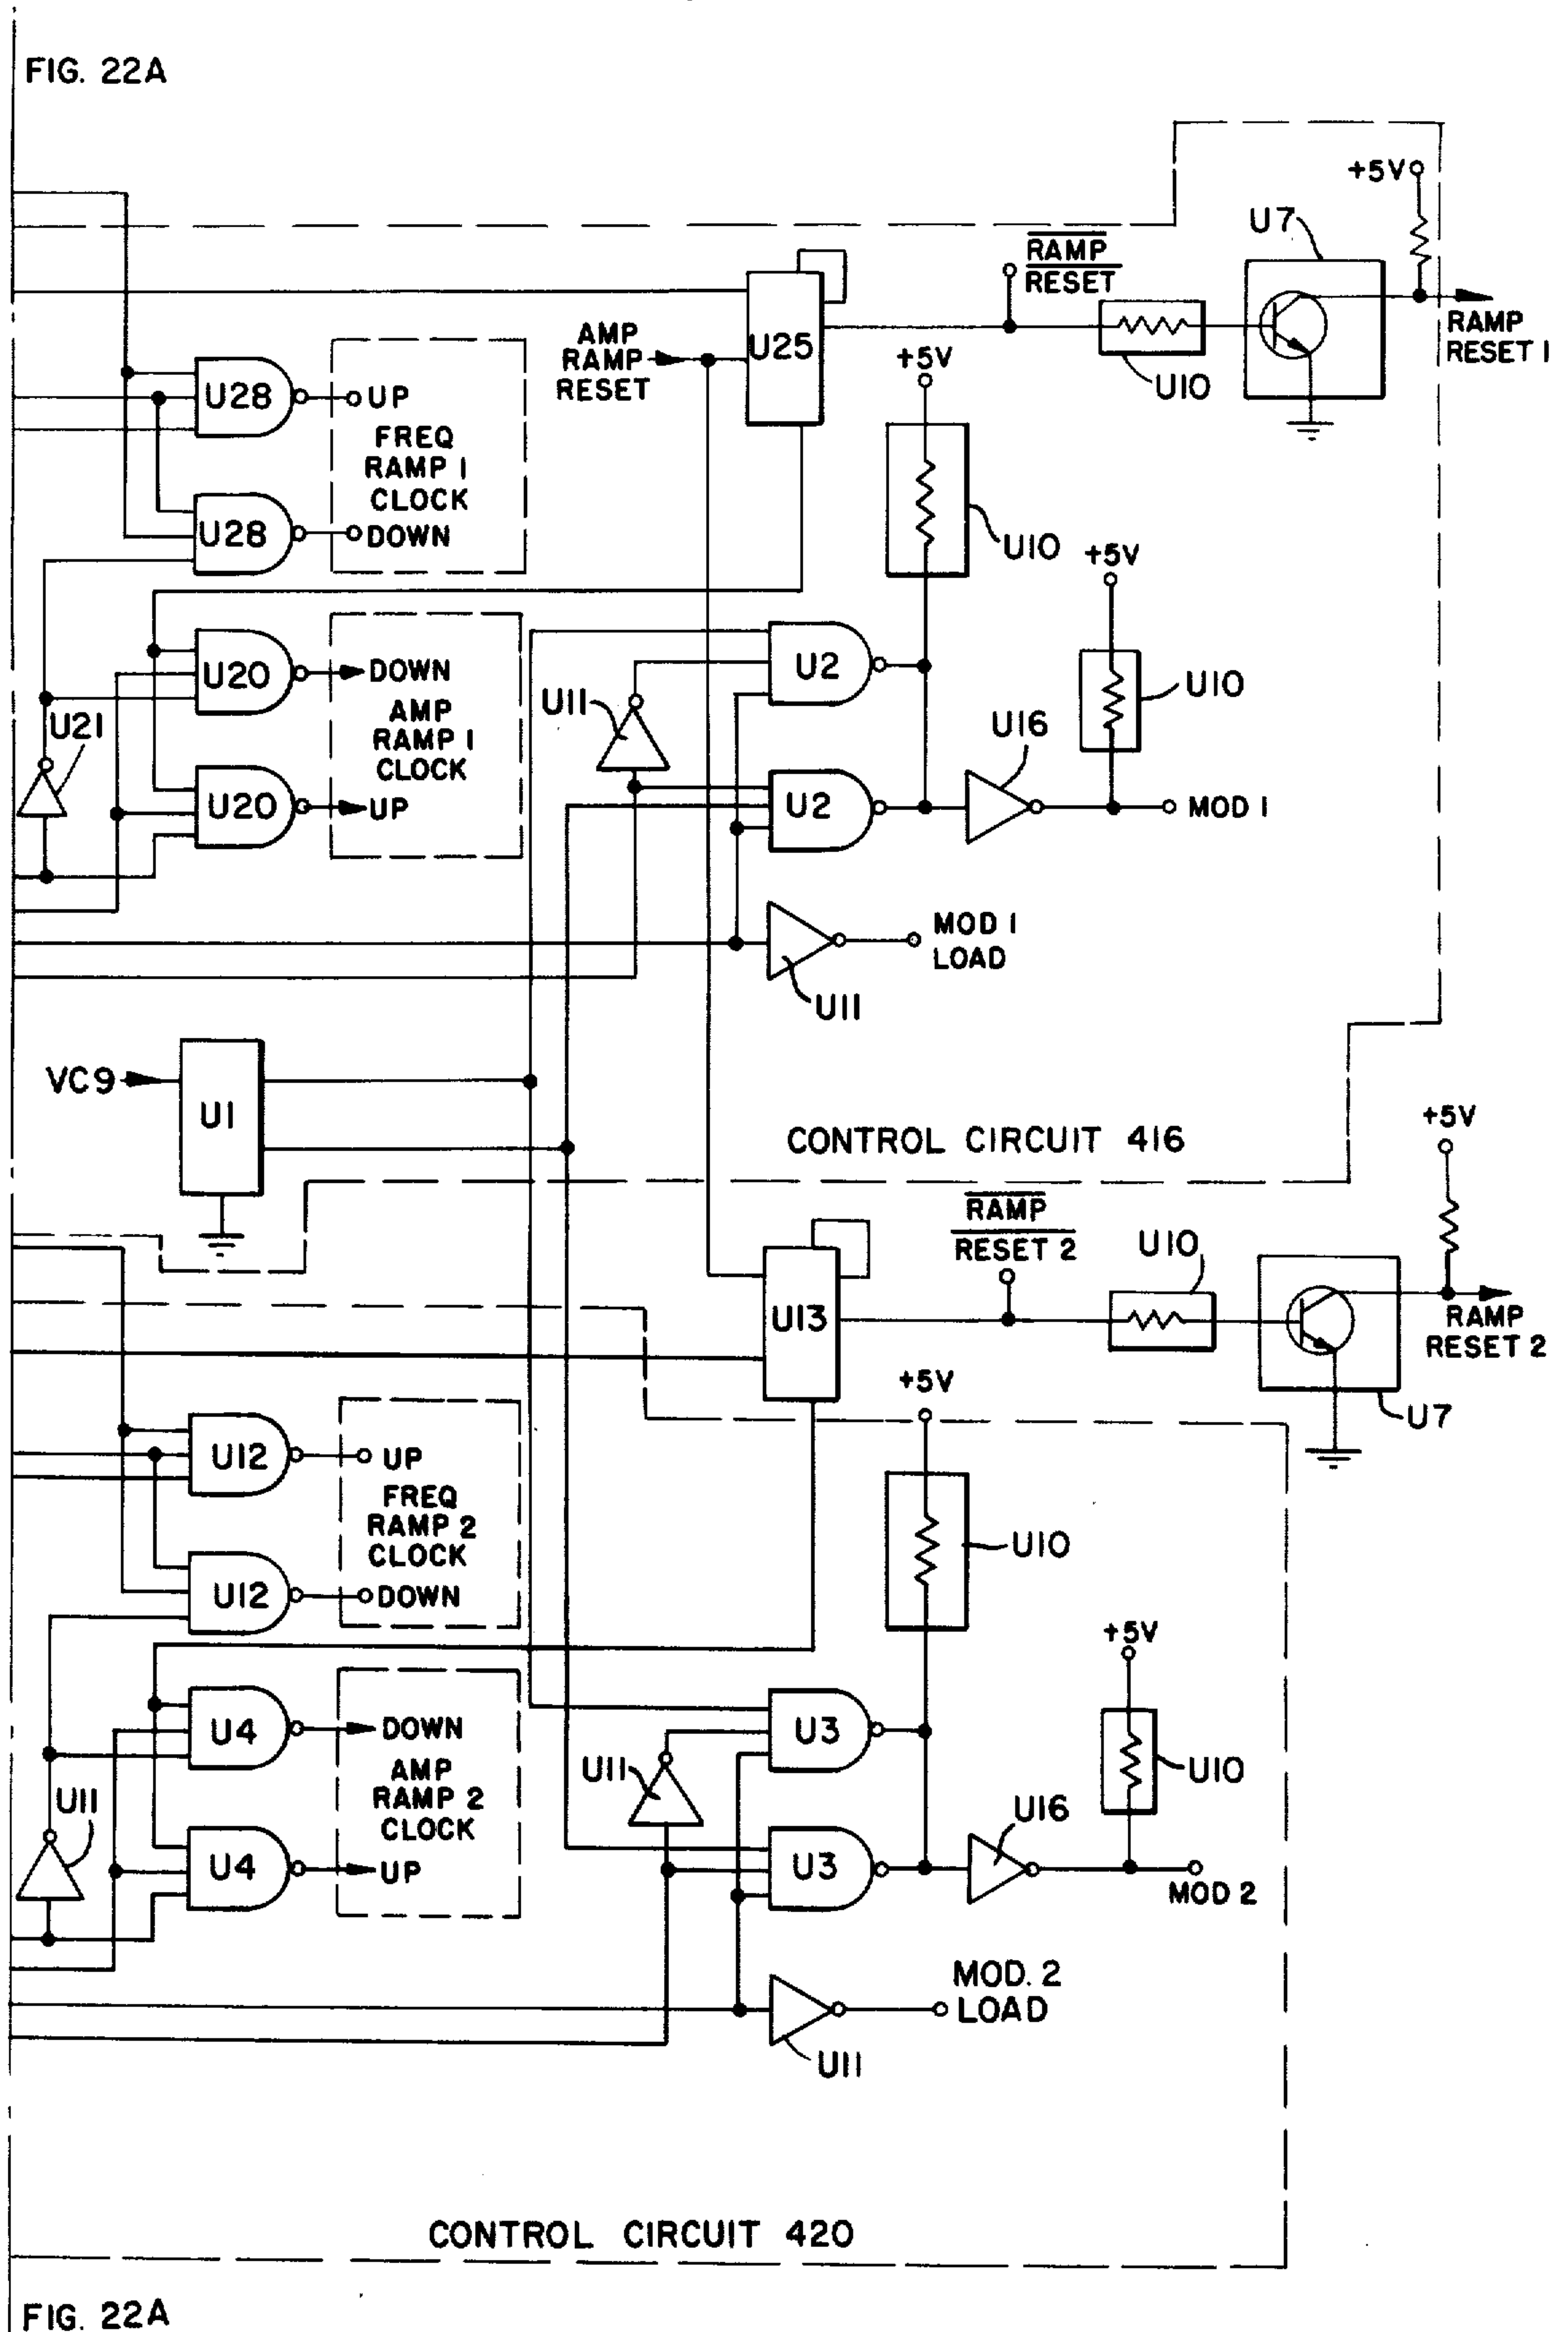 FIG. 22A
+5V
U7
RAMP
RESET
RAMP
RESET 1
U10
AMP
RAMP
RESET
U25
+5V
U28
UP
FREQ
RAMP 1
CLOCK
U28
DOWN
U10
+5V
U20
DOWN
AMP
RAMP 1
CLOCK
U21
U20
UP
U11
U2
U10
U16
U2
MOD 1
MOD 1
LOAD
U11
VC9
U1
CONTROL CIRCUIT 416
+5V
RAMP
RESET 2
U10
U13
RAMP
RESET 2
U7
+5V
U12
UP
FREQ
RAMP 2
CLOCK
U12
DOWN
U10
+5V
U4
DOWN
AMP
RAMP 2
CLOCK
U11
U4
UP
U11
U3
U10
U16
U3
MOD 2
MOD. 2
LOAD
U11
CONTROL CIRCUIT 420
FIG. 22A